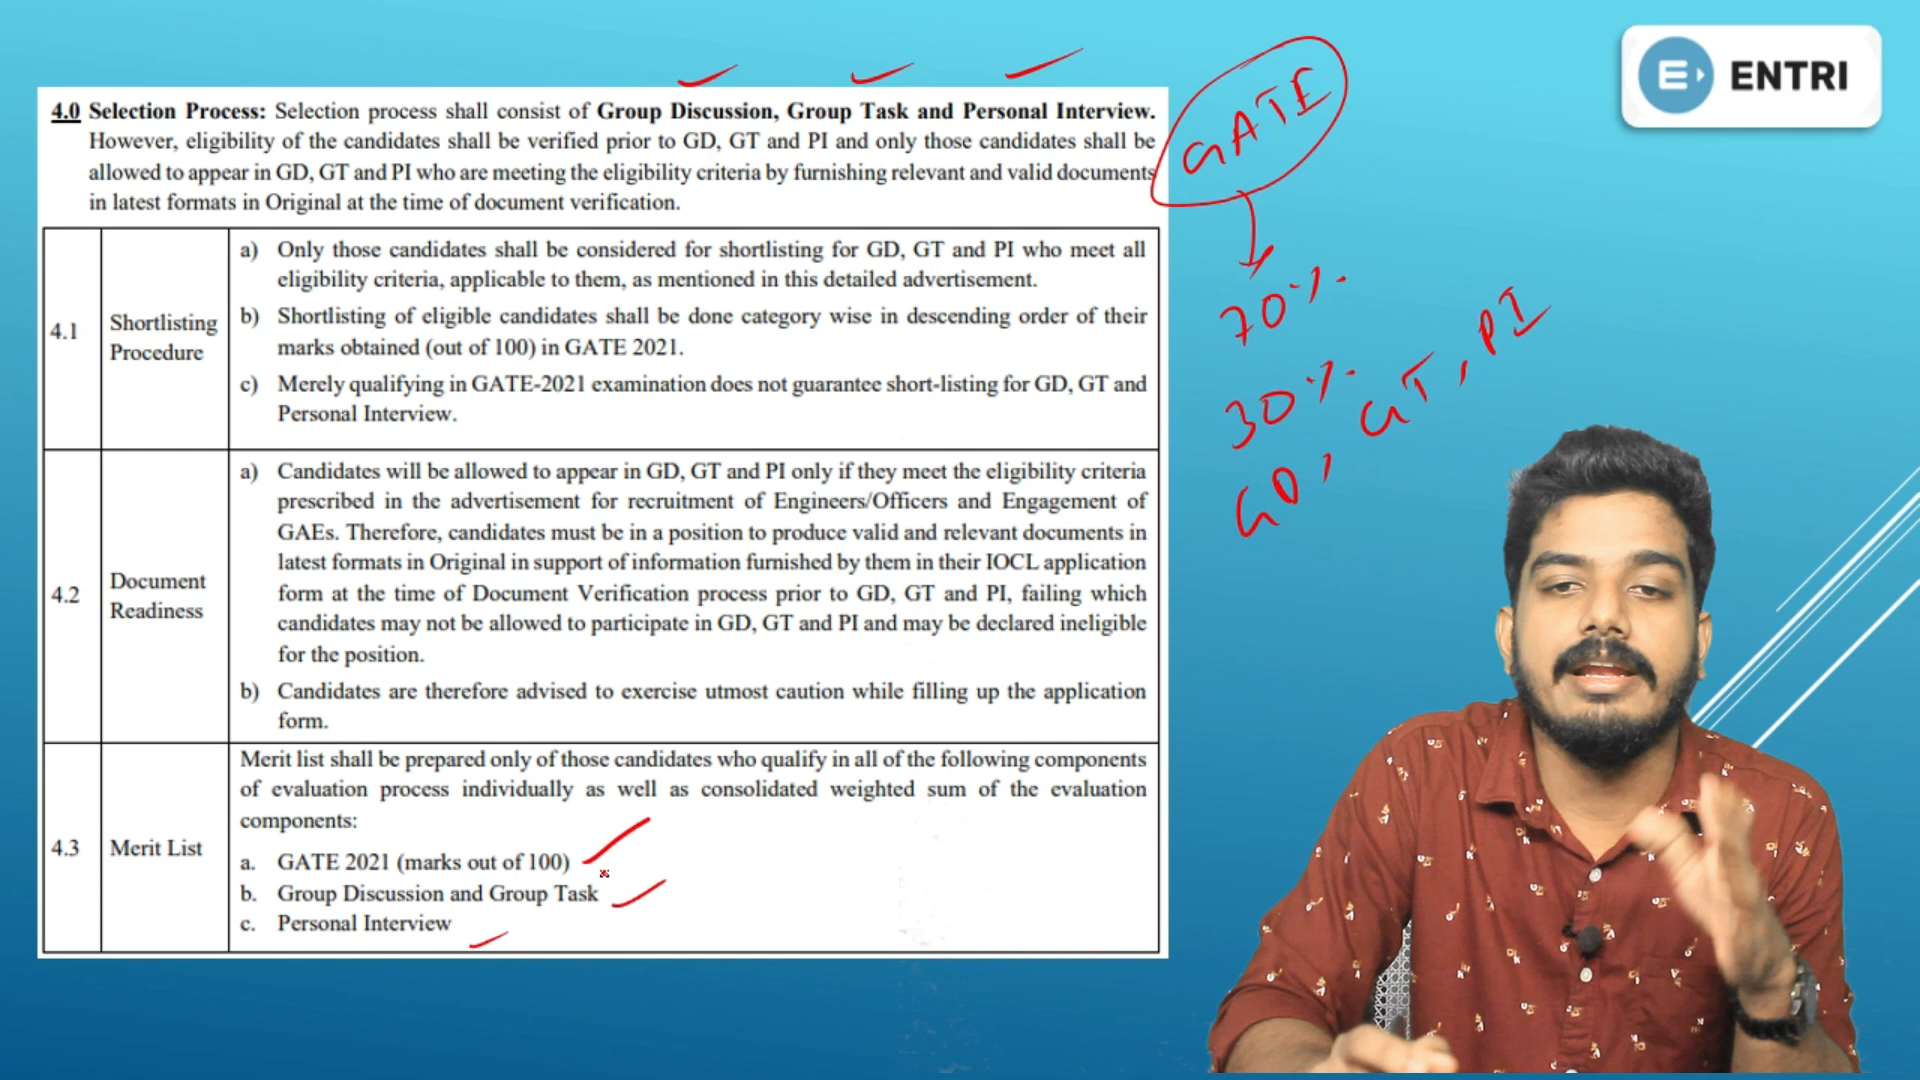 4.0 Selection Process: Selection process shall consist of Group Discussion, Group Task and Personal Interview.
However, eligibility of the candidates shall be verified prior to GD, GT and PI and only those candidates shall be
allowed to appear in GD, GT and PI who are meeting the eligibility criteria by furnishing relevant and valid documents
in latest formats in Original at the time of document verification.
4.1
Shortlisting
Procedure
a) Only those candidates shall be considered for shortlisting for GD, GT and PI who meet all
eligibility criteria, applicable to them, as mentioned in this detailed advertisement.
b) Shortlisting of eligible candidates shall be done category wise in descending order of their
marks obtained (out of 100) in GATE 2021.
c) Merely qualifying in GATE-2021 examination does not guarantee short-listing for GD, GT and
Personal Interview.
4.2
Document
Readiness
a) Candidates will be allowed to appear in GD, GT and PI only if they meet the eligibility criteria
prescribed in the advertisement for recruitment of Engineers/Officers and Engagement of
GAEs. Therefore, candidates must be in a position to produce valid and relevant documents in
latest formats in Original in support of information furnished by them in their IOCL application
form at the time of Document Verification process prior to GD, GT and PI, failing which
candidates may not be allowed to participate in GD, GT and PI and may be declared ineligible
for the position.
b) Candidates are therefore advised to exercise utmost caution while filling up the application
form.
4.3
Merit List
Merit list shall be prepared only of those candidates who qualify in all of the following components
of evaluation process individually as well as consolidated weighted sum of the evaluation
components:
a. GATE 2021 (marks out of 100)
b. Group Discussion and Group Task
c. Personal Interview
GATE
70%
30%
GD, GT, PI
ENTRI